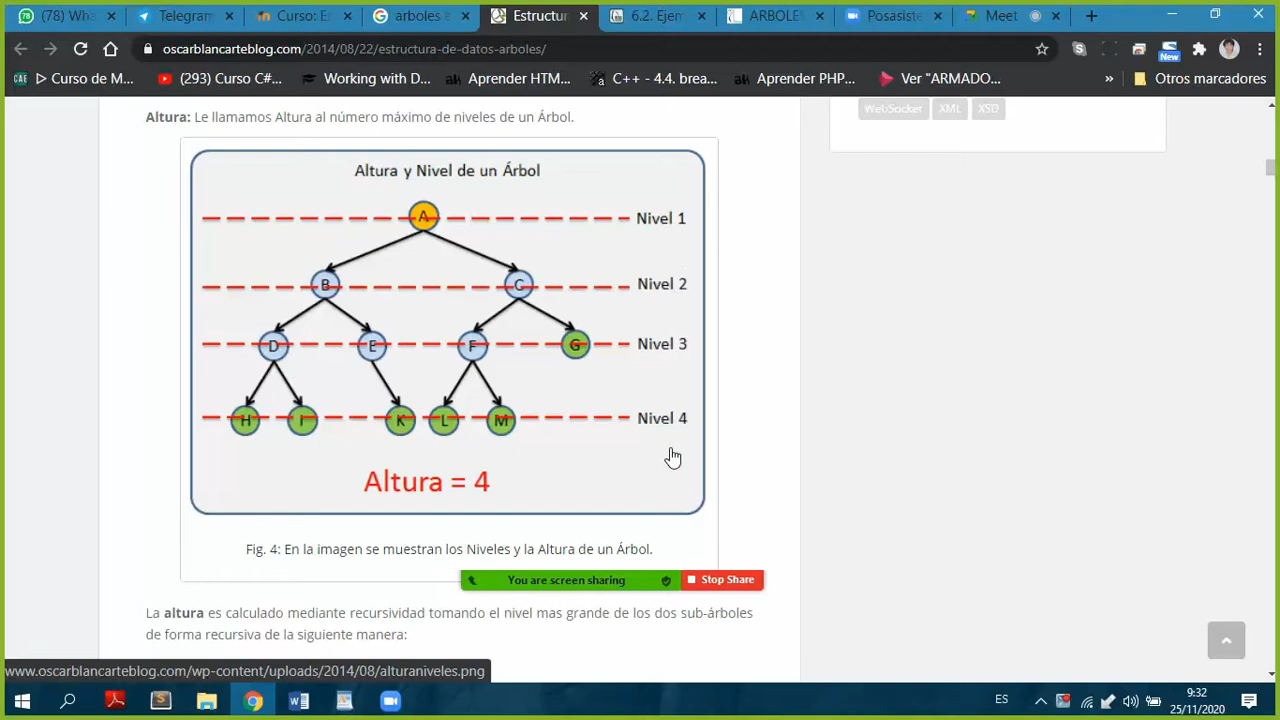 (78) Wha
Telegram
Curso: Es
arboles e
Estructur
6.2. Ejem
ARBOLES
Posasiste
Meet
oscarblancarteblog.com/2014/08/22/estructura-de-datos-arboles/
New
▷ Curso de M...
(293) Curso C#...
Working with D...
Aprender HTM...
C++ - 4.4. brea...
Aprender PHP...
Ver "ARMADO...
»
Otros marcadores
WebSocket XML XSD
Altura: Le llamamos Altura al número máximo de niveles de un Árbol.
Altura y Nivel de un Árbol
A Nivel 1
B C Nivel 2
D E F G Nivel 3
H I K L M Nivel 4
Altura = 4
Fig. 4: En la imagen se muestran los Niveles y la Altura de un Árbol.
You are screen sharing Stop Share
La altura es calculado mediante recursividad tomando el nivel mas grande de los dos sub-árboles
de forma recursiva de la siguiente manera:
www.oscarblancarteblog.com/wp-content/uploads/2014/08/alturaniveles.png
ES
9:32
25/11/2020